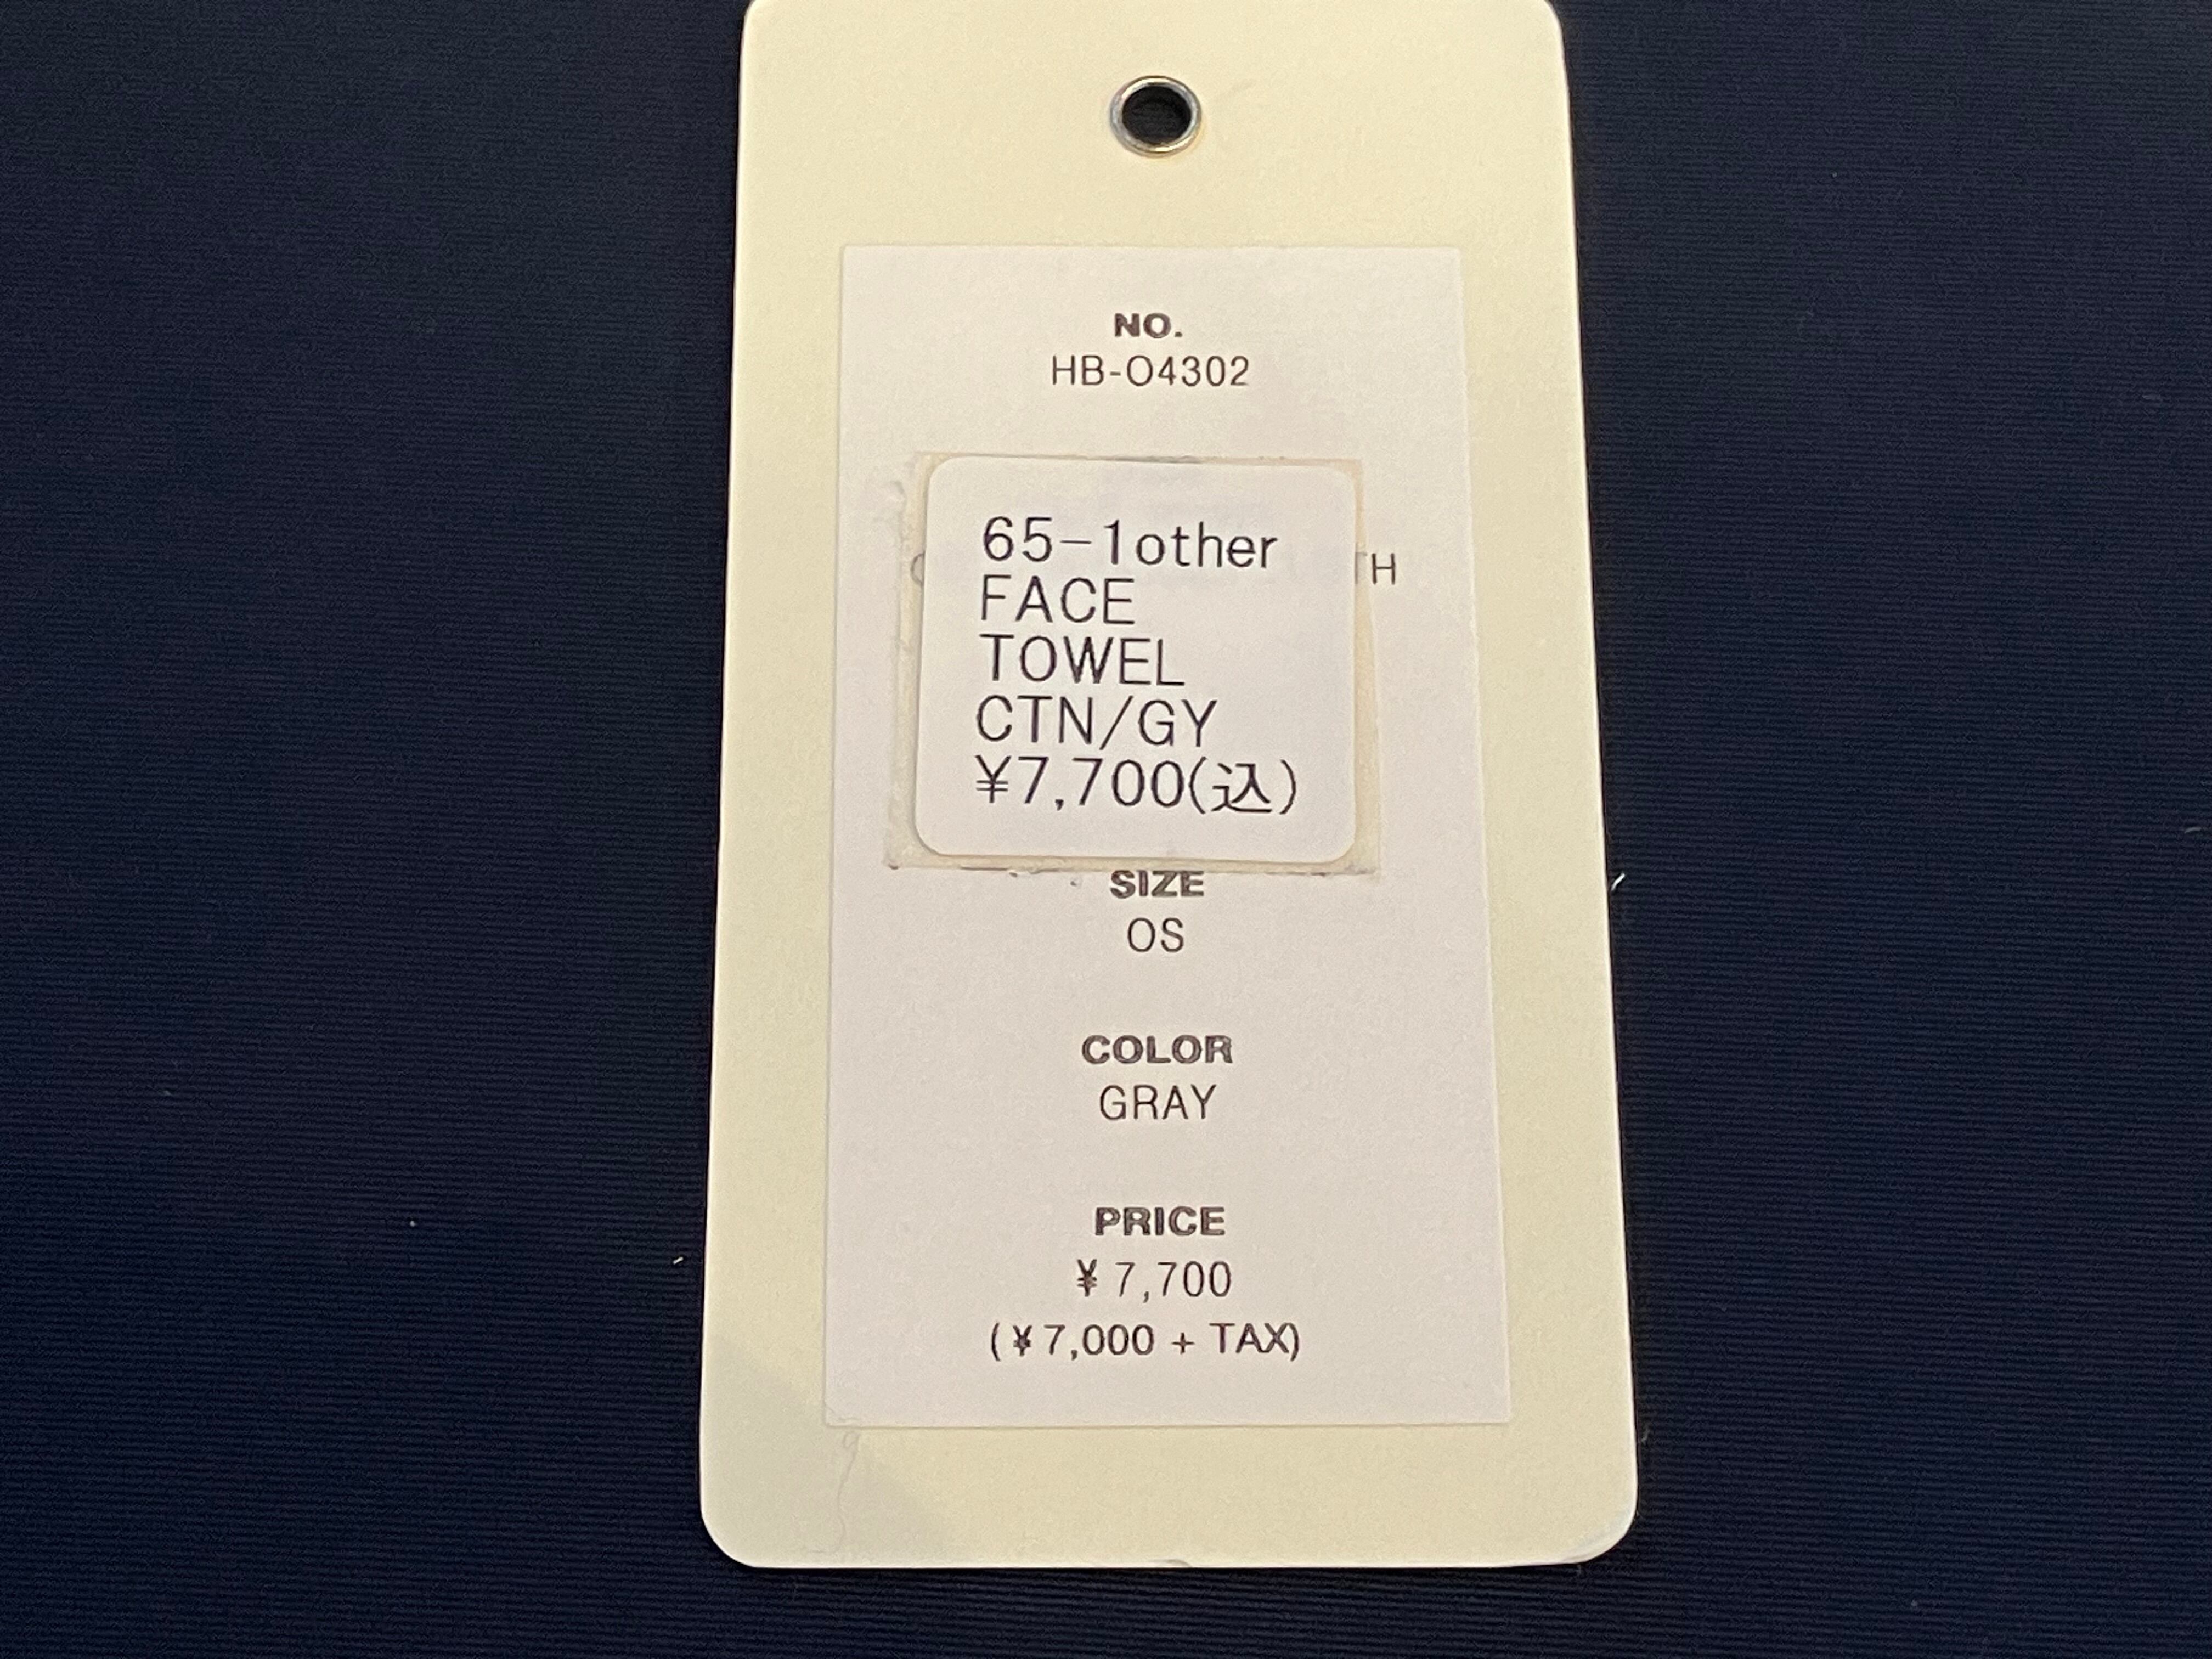 NO.
HB-O4302
65-1other
FACE
TOWEL
CTN/GY
¥7,700(込)
SIZE
OS
COLOR
GRAY
PRICE
¥ 7,700
(¥7,000 + TAX)